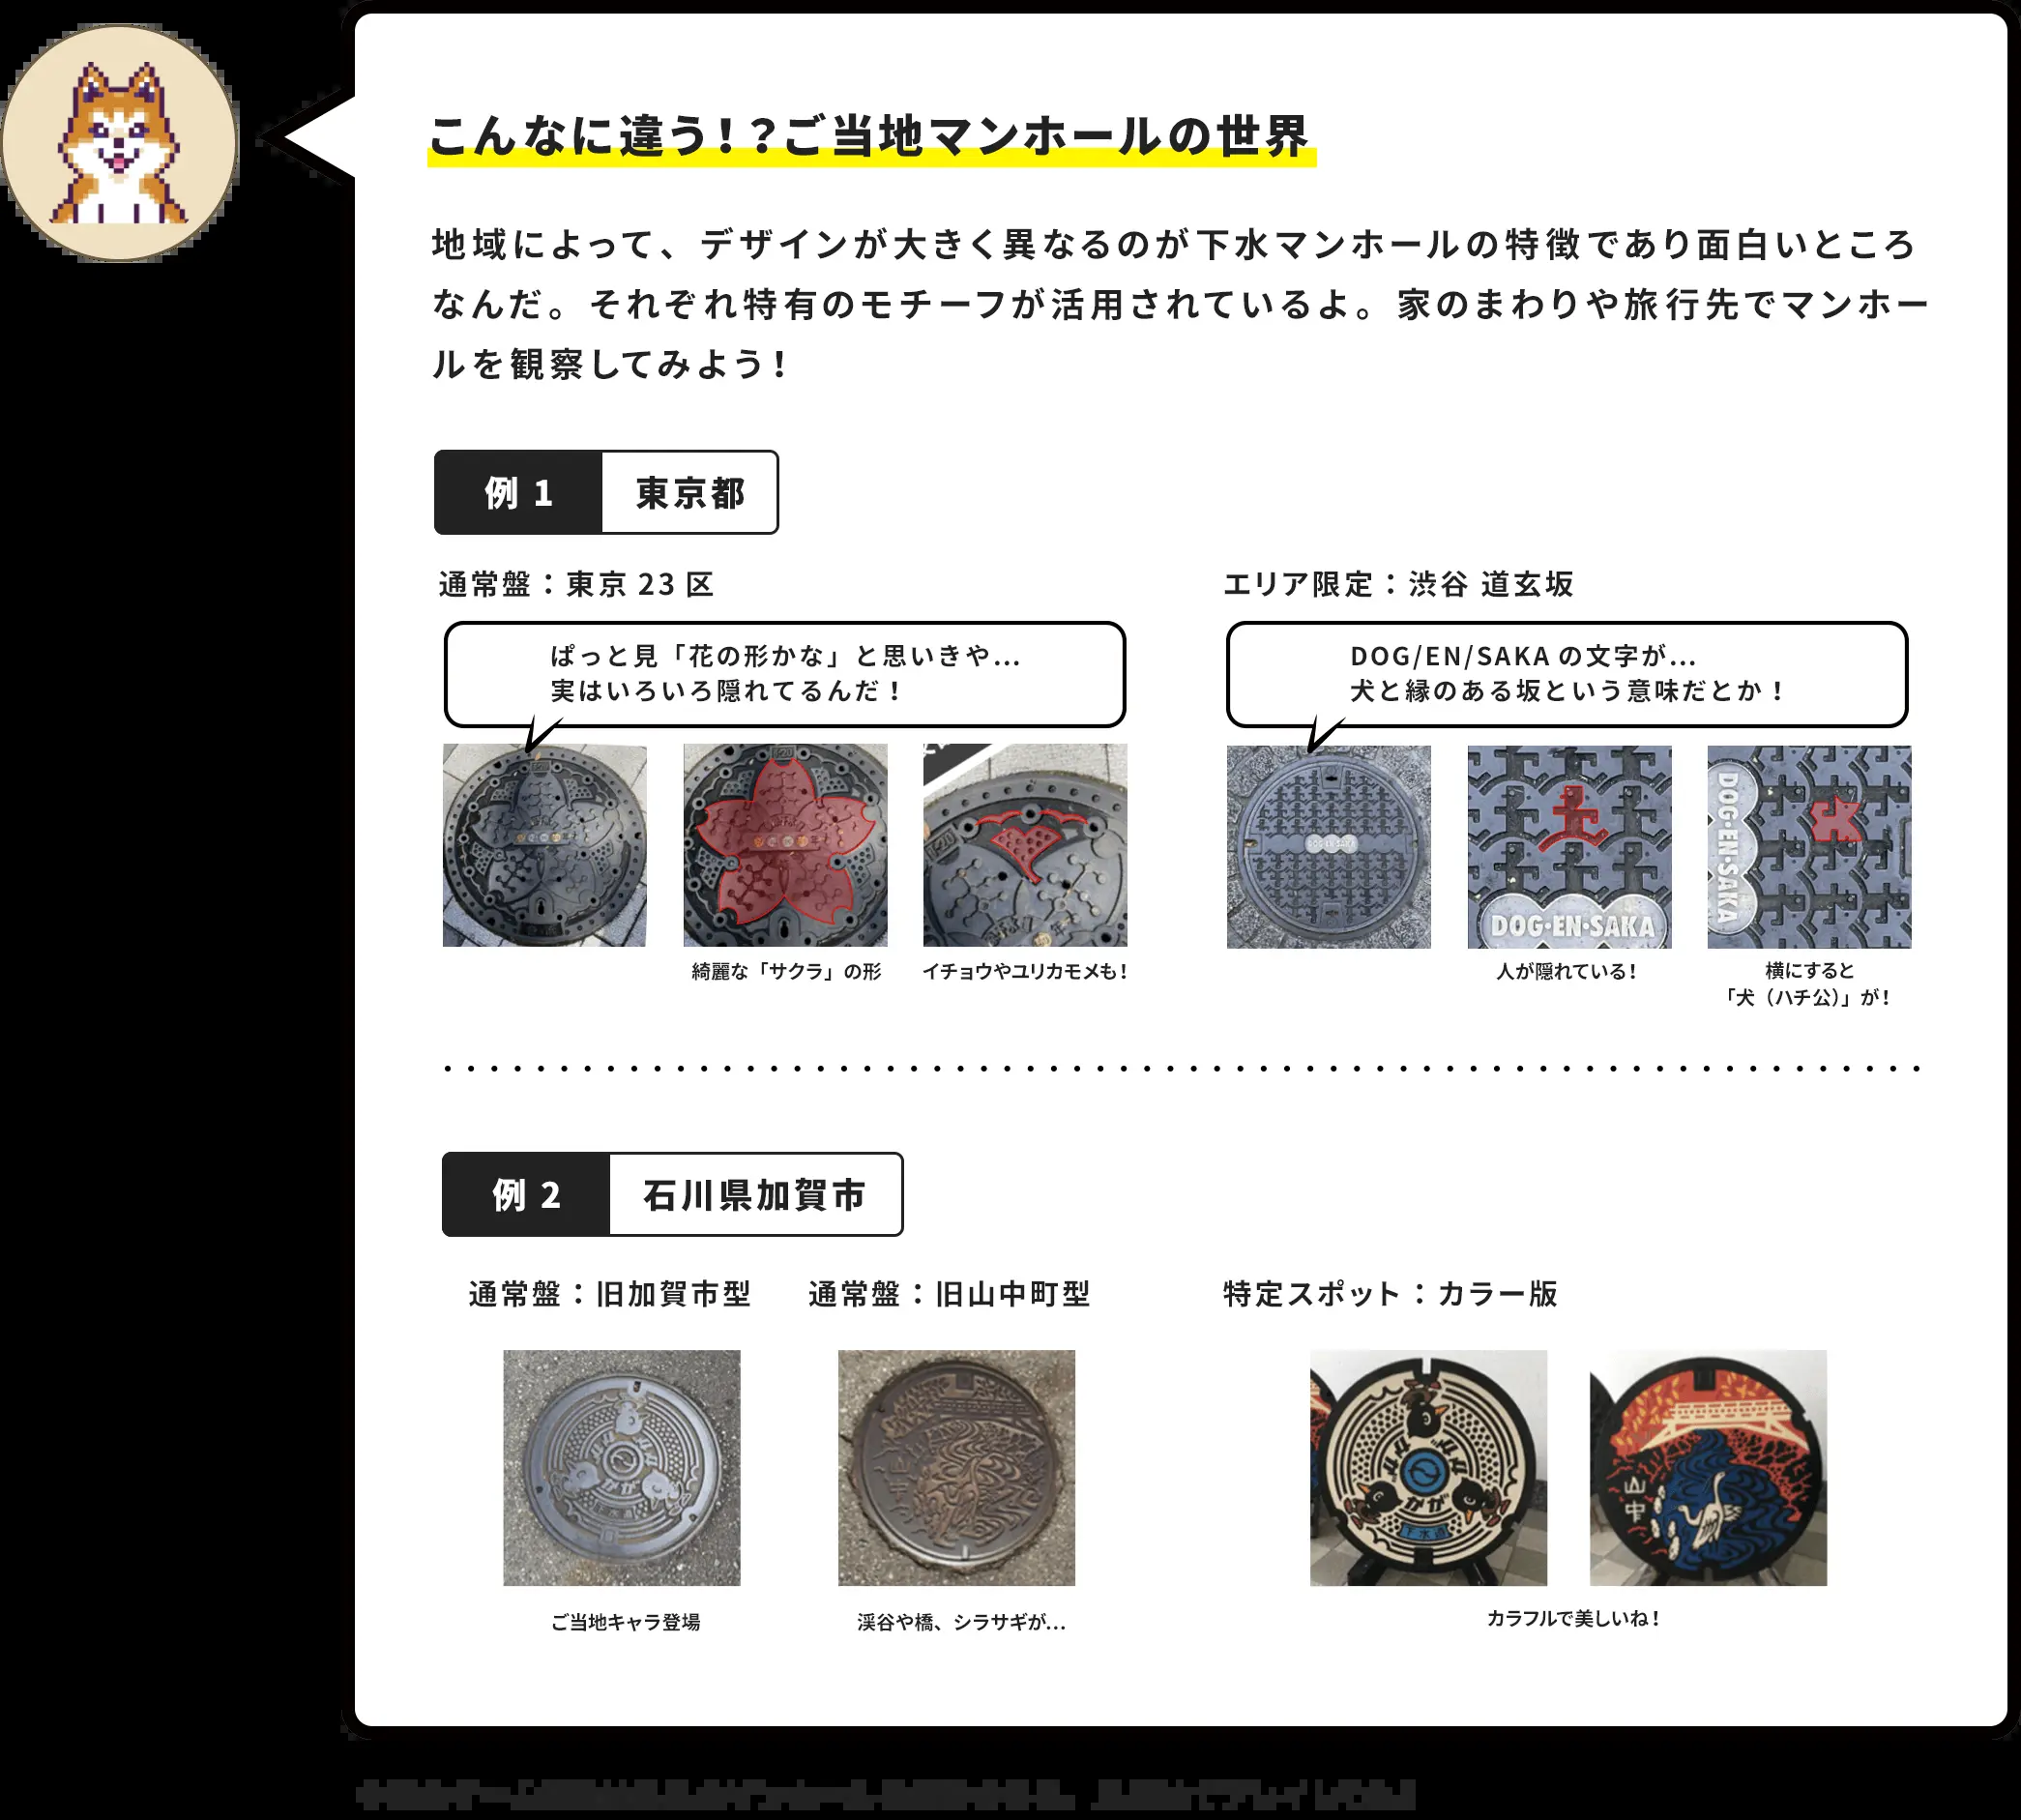 こんなに違う！？ご当地マンホールの世界
地域によって、デザインが大きく異なるのが下水マンホールの特徴であり面白いところ
なんだ。それぞれ特有のモチーフが活用されているよ。家のまわりや旅行先でマンホー
ルを観察してみよう！
例 1 東京都
通常盤：東京 23 区
ぱっと見「花の形かな」と思いきや…
実はいろいろ隠れてるんだ！
綺麗な「サクラ」の形
イチョウやユリカモメも！
エリア限定：渋谷 道玄坂
DOG/EN/SAKA の文字が…
犬と縁のある坂という意味だとか！
DOG·EN·SAKA
DOG·EN·SAKA
DOG·EN·SAKA
人が隠れている！
横にすると
「犬（ハチ公）」が！
例 2 石川県加賀市
通常盤：旧加賀市型
ご当地キャラ登場
通常盤：旧山中町型
山中
渓谷や橋、シラサギが…
特定スポット：カラー版
かが
下水道
山中
カラフルで美しいね！